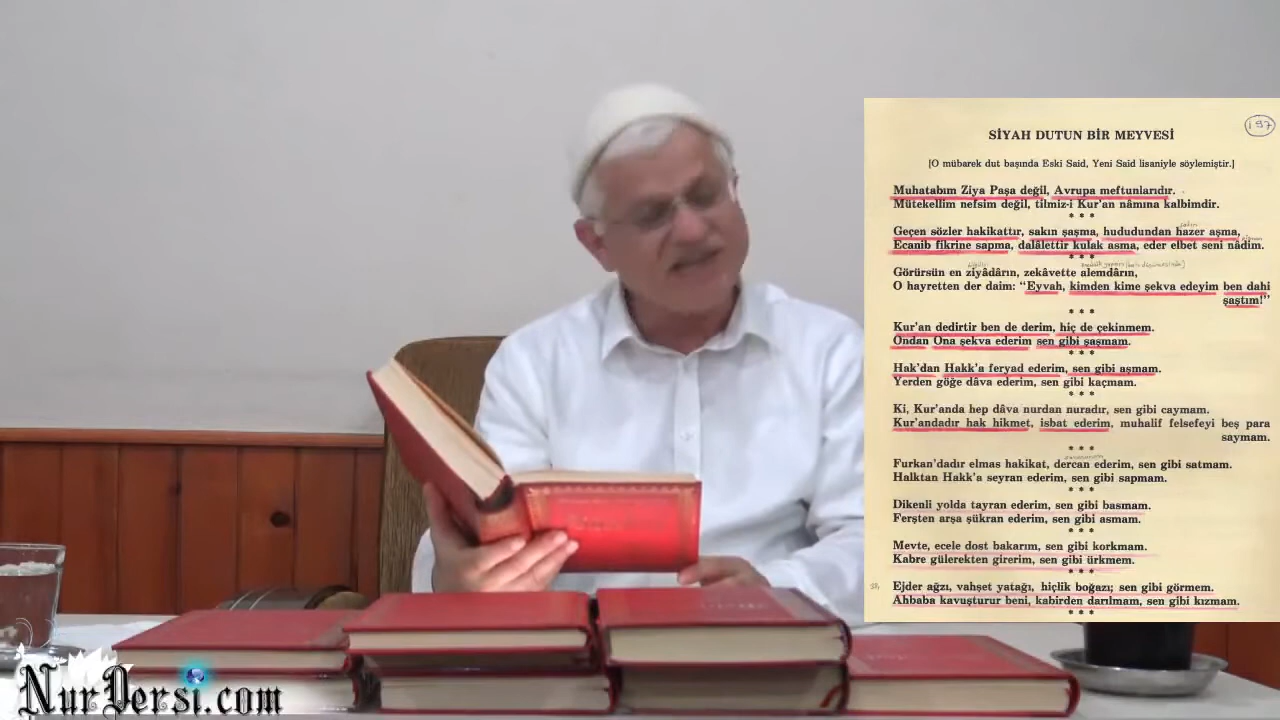 197
SİYAH DUTUN BİR MEYVESİ
[O mübarek dut başında Eski Said, Yeni Said lisaniyle söylemiştir.]
Muhatabım Ziya Paşa değil, Avrupa meftunlarıdır.
Mütekellim nefsim değil, tilmiz-i Kur'an nâmına kalbimdir.
* * *
Geçen sözler hakikattır, sakın şaşma, hududundan hazer aşma,
Ecanib fikrine sapma, dalâlettir kulak asma, eder elbet seni nâdim.
* * *
Görürsün en ziyâdârın, zekâvette alemdârın,
O hayretten der daim: "Eyvah, kimden kime şekva edeyim ben dahi
şaştım!"
* * *
Kur'an dedirtir ben de derim, hiç de çekinmem.
Ondan Ona şekva ederim sen gibi şaşmam.
* * *
Hak'dan Hakk'a feryad ederim, sen gibi aşmam.
Yerden göğe dâva ederim, sen gibi kaçmam.
* * *
Ki, Kur'anda hep dâva nurdan nuradır, sen gibi caymam.
Kur'andadır hak hikmet, isbat ederim, muhalif felsefeyi beş para
saymam.
* * *
Furkan'dadır elmas hakikat, dercan ederim, sen gibi satmam.
Halktan Hakk'a seyran ederim, sen gibi sapmam.
* * *
Dikenli yolda tayran ederim, sen gibi basmam.
Ferşten arşa şükran ederim, sen gibi asmam.
* * *
Mevte, ecele dost bakarım, sen gibi korkmam.
Kabre gülerekten girerim, sen gibi ürkmem.
* * *
Ejder ağzı, vahşet yatağı, hiçlik boğazı; sen gibi görmem.
Ahbaba kavuşturur beni, kabirden darılmam, sen gibi kızmam.
* * *
NurDersi.com